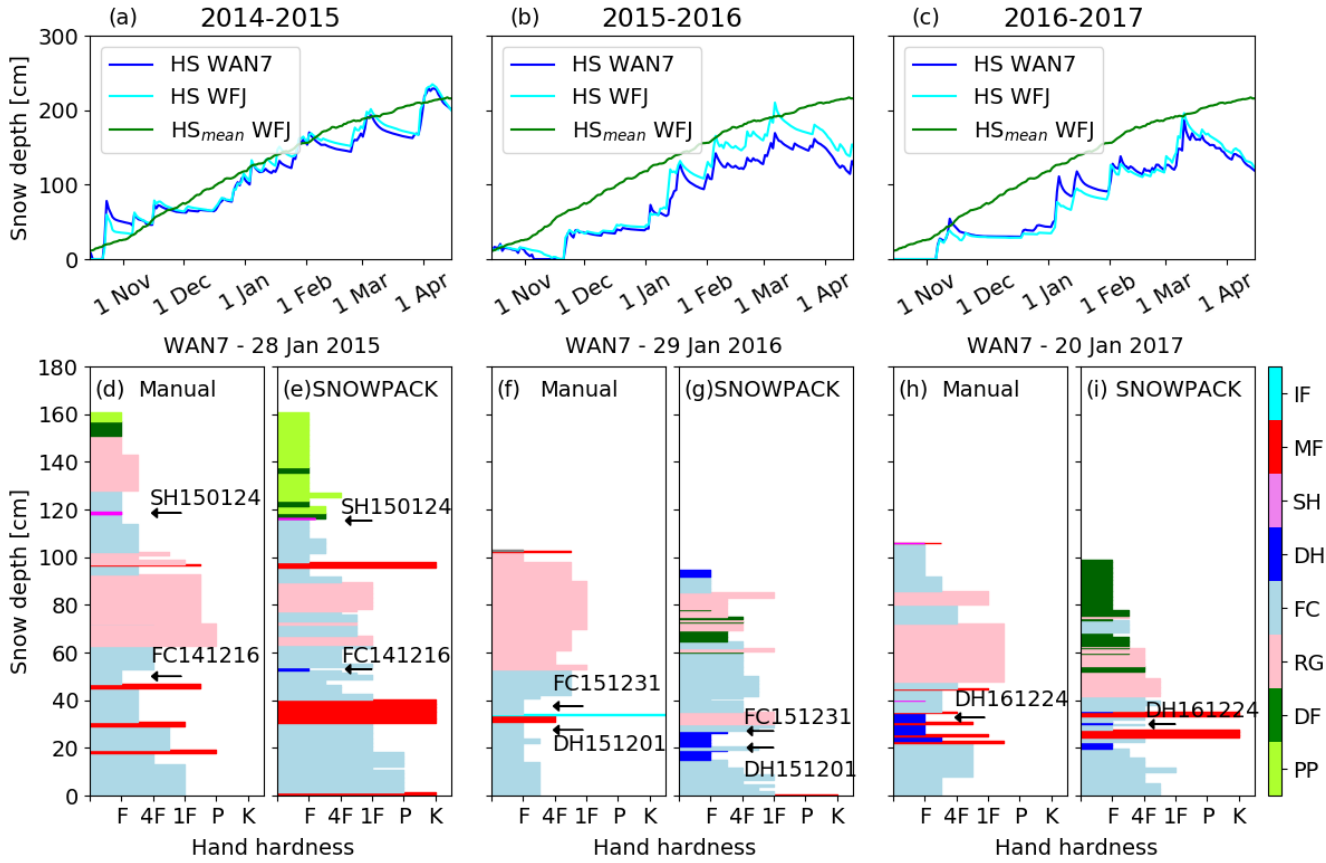 (a) 2014-2015
(b) 2015-2016
(c) 2016-2017
Snow depth [cm]
300
200
100
0
HS WAN7
HS WFJ
HSmean WFJ
HS WAN7
HS WFJ
HSmean WFJ
HS WAN7
HS WFJ
HSmean WFJ
1 Nov 1 Dec 1 Jan 1 Feb 1 Mar 1 Apr
1 Nov 1 Dec 1 Jan 1 Feb 1 Mar 1 Apr
1 Nov 1 Dec 1 Jan 1 Feb 1 Mar 1 Apr
WAN7 - 28 Jan 2015
WAN7 - 29 Jan 2016
WAN7 - 20 Jan 2017
Snow depth [cm]
180
160
140
120
100
80
60
40
20
0
(d) Manual
SH150124
FC141216
(e) SNOWPACK
SH150124
FC141216
(f) Manual
FC151231
DH151201
(g) SNOWPACK
FC151231
DH151201
(h) Manual
DH161224
(i) SNOWPACK
DH161224
F 4F 1F P K
F 4F 1F P K
F 4F 1F P K
F 4F 1F P K
F 4F 1F P K
F 4F 1F P K
Hand hardness
Hand hardness
Hand hardness
IF
MF
SH
DH
FC
RG
DF
PP